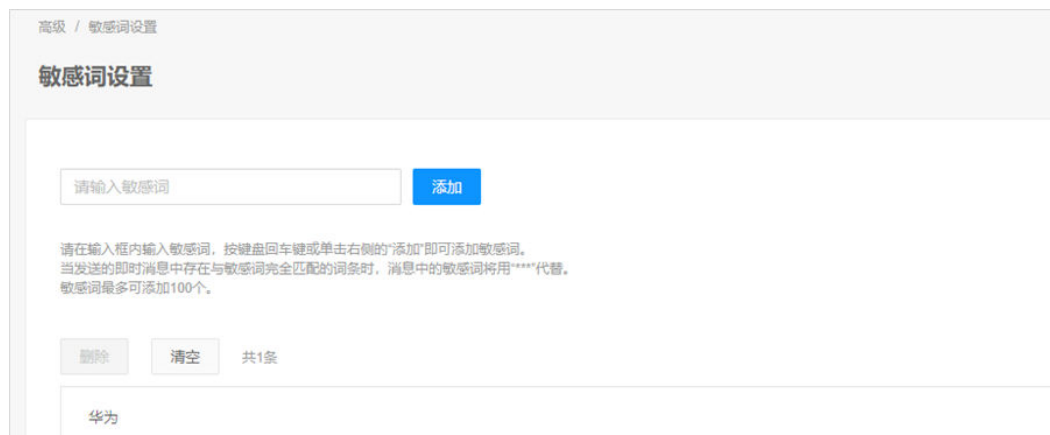 高级 / 敏感词设置
敏感词设置
请输入敏感词 添加
请在输入框内输入敏感词，按键盘回车键或单击右侧的“添加”即可添加敏感词。
当发送的即时消息中存在与敏感词完全匹配的词条时，消息中的敏感词将用“***”代替。
敏感词最多可添加100个。
删除 清空 共1条
华为